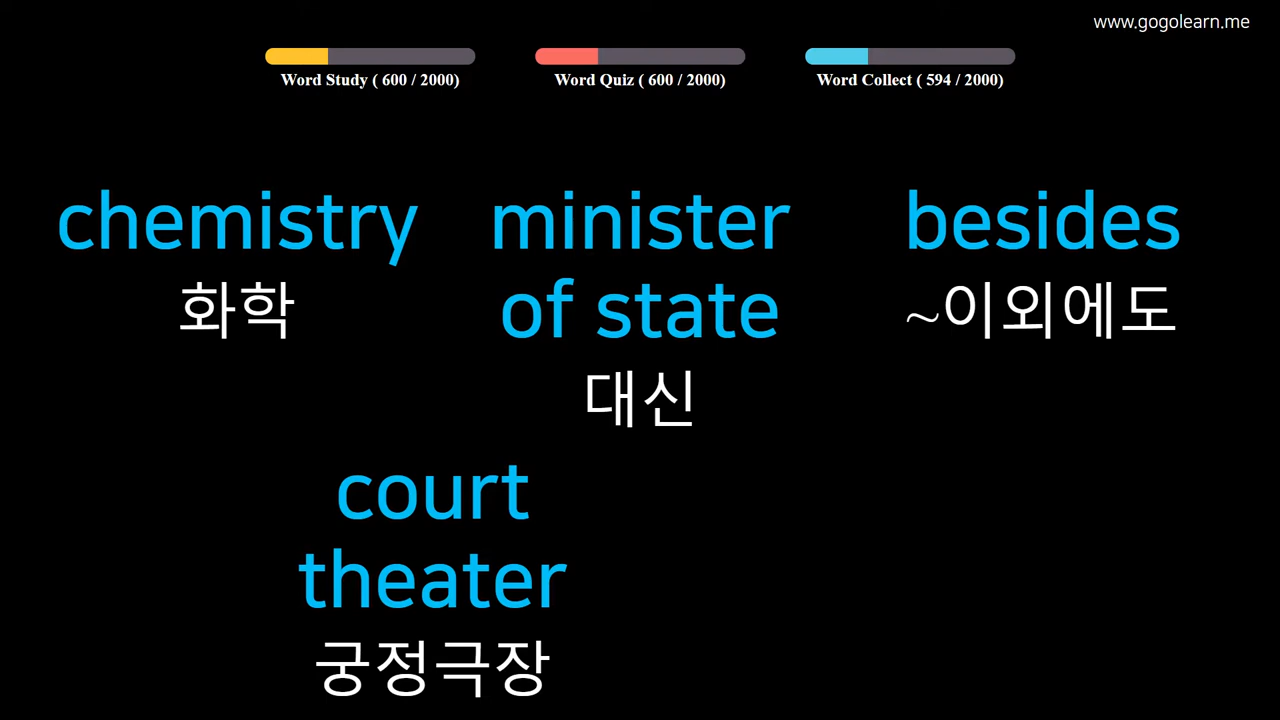 www.gogolearn.me
Word Study ( 600 / 2000)
Word Quiz ( 600 / 2000)
Word Collect ( 594 / 2000)
chemistry
화학
minister
of state
대신
besides
~이외에도
court
theater
궁정극장